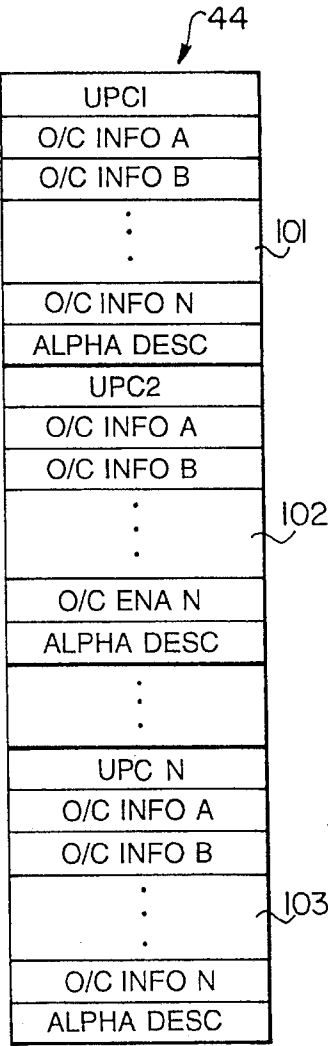 44
UPC1
O/C INFO A
O/C INFO B
101
O/C INFO N
ALPHA DESC
UPC2
O/C INFO A
O/C INFO B
102
O/C ENA N
ALPHA DESC
UPC N
O/C INFO A
O/C INFO B
103
O/C INFO N
ALPHA DESC